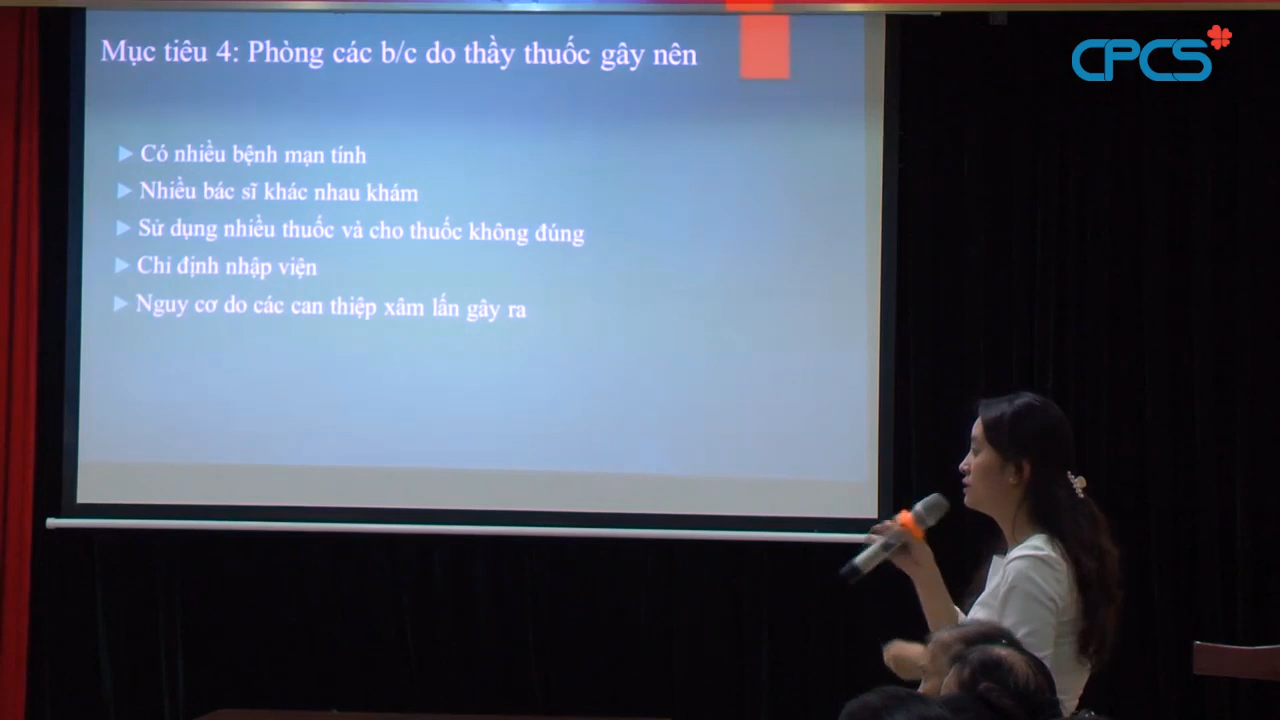 Mục tiêu 4: Phòng các b/c do thầy thuốc gây nên
Có nhiều bệnh mạn tính
Nhiều bác sĩ khác nhau khám
Sử dụng nhiều thuốc và cho thuốc không đúng
Chỉ định nhập viện
Nguy cơ do các can thiệp xâm lấn gây ra
CPCS